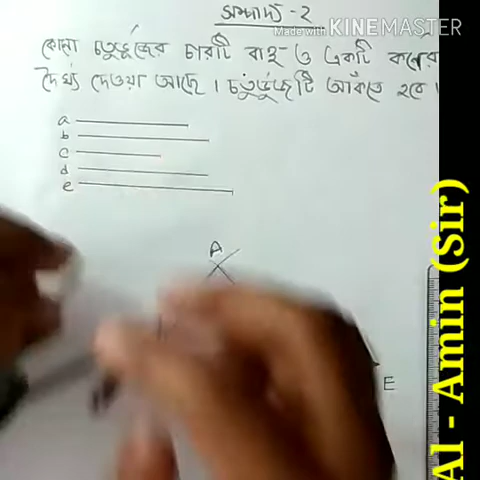 সম্পাদ্য - 2
Made with KINEMASTER
কোনো চতুর্ভুজের চারটি বাহু ও একটি কর্ণের
দৈর্ঘ্য দেওয়া আছে । চতুর্ভুজটি আঁকতে হবে ।
a
b
c
d
e
A
E
Al - Amin (Sir)